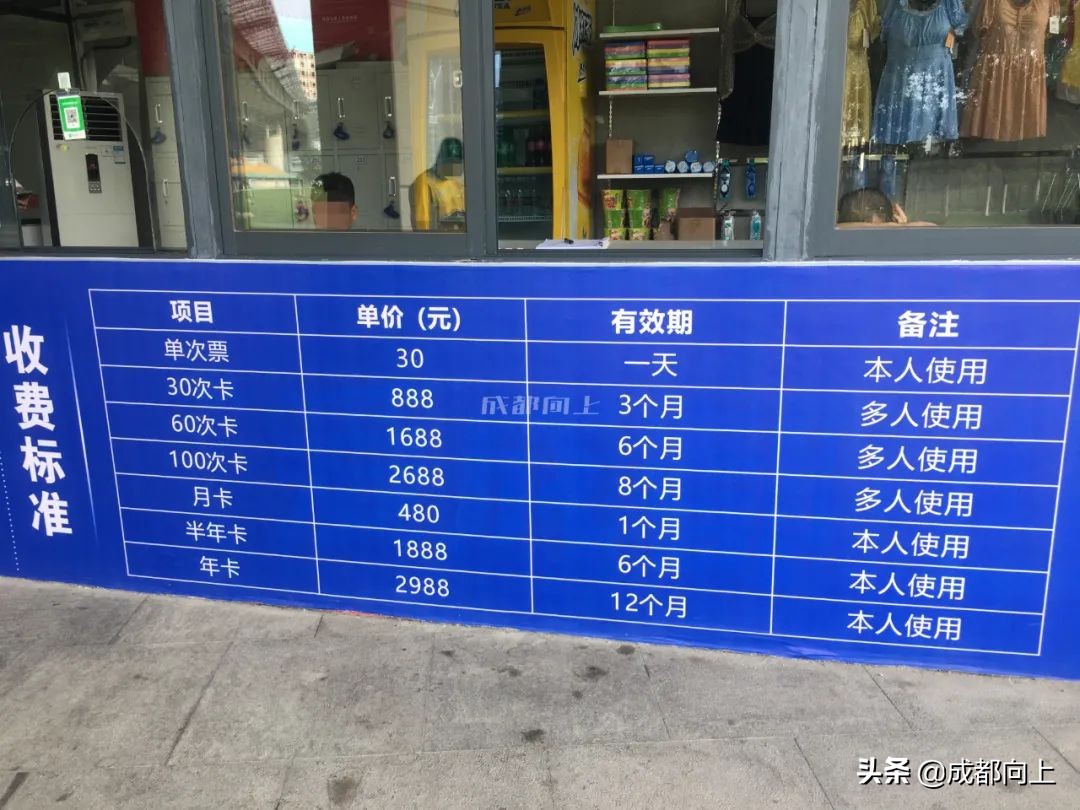 收费标准
项目 单价（元） 有效期 备注
单次票 30 一天 本人使用
30次卡 888 3个月 多人使用
60次卡 1688 6个月 多人使用
100次卡 2688 8个月 多人使用
月卡 480 1个月 本人使用
半年卡 1888 6个月 本人使用
年卡 2988 12个月 本人使用
成都向上
头条 @成都向上